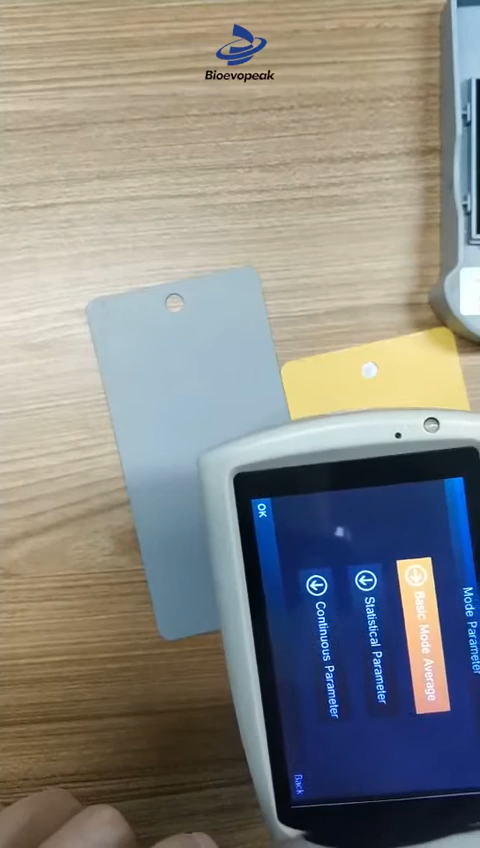 Bioevopeak
Mode Parameter
Basic Mode Average
Statistical Parameter
Continuous Parameter
OK
Back